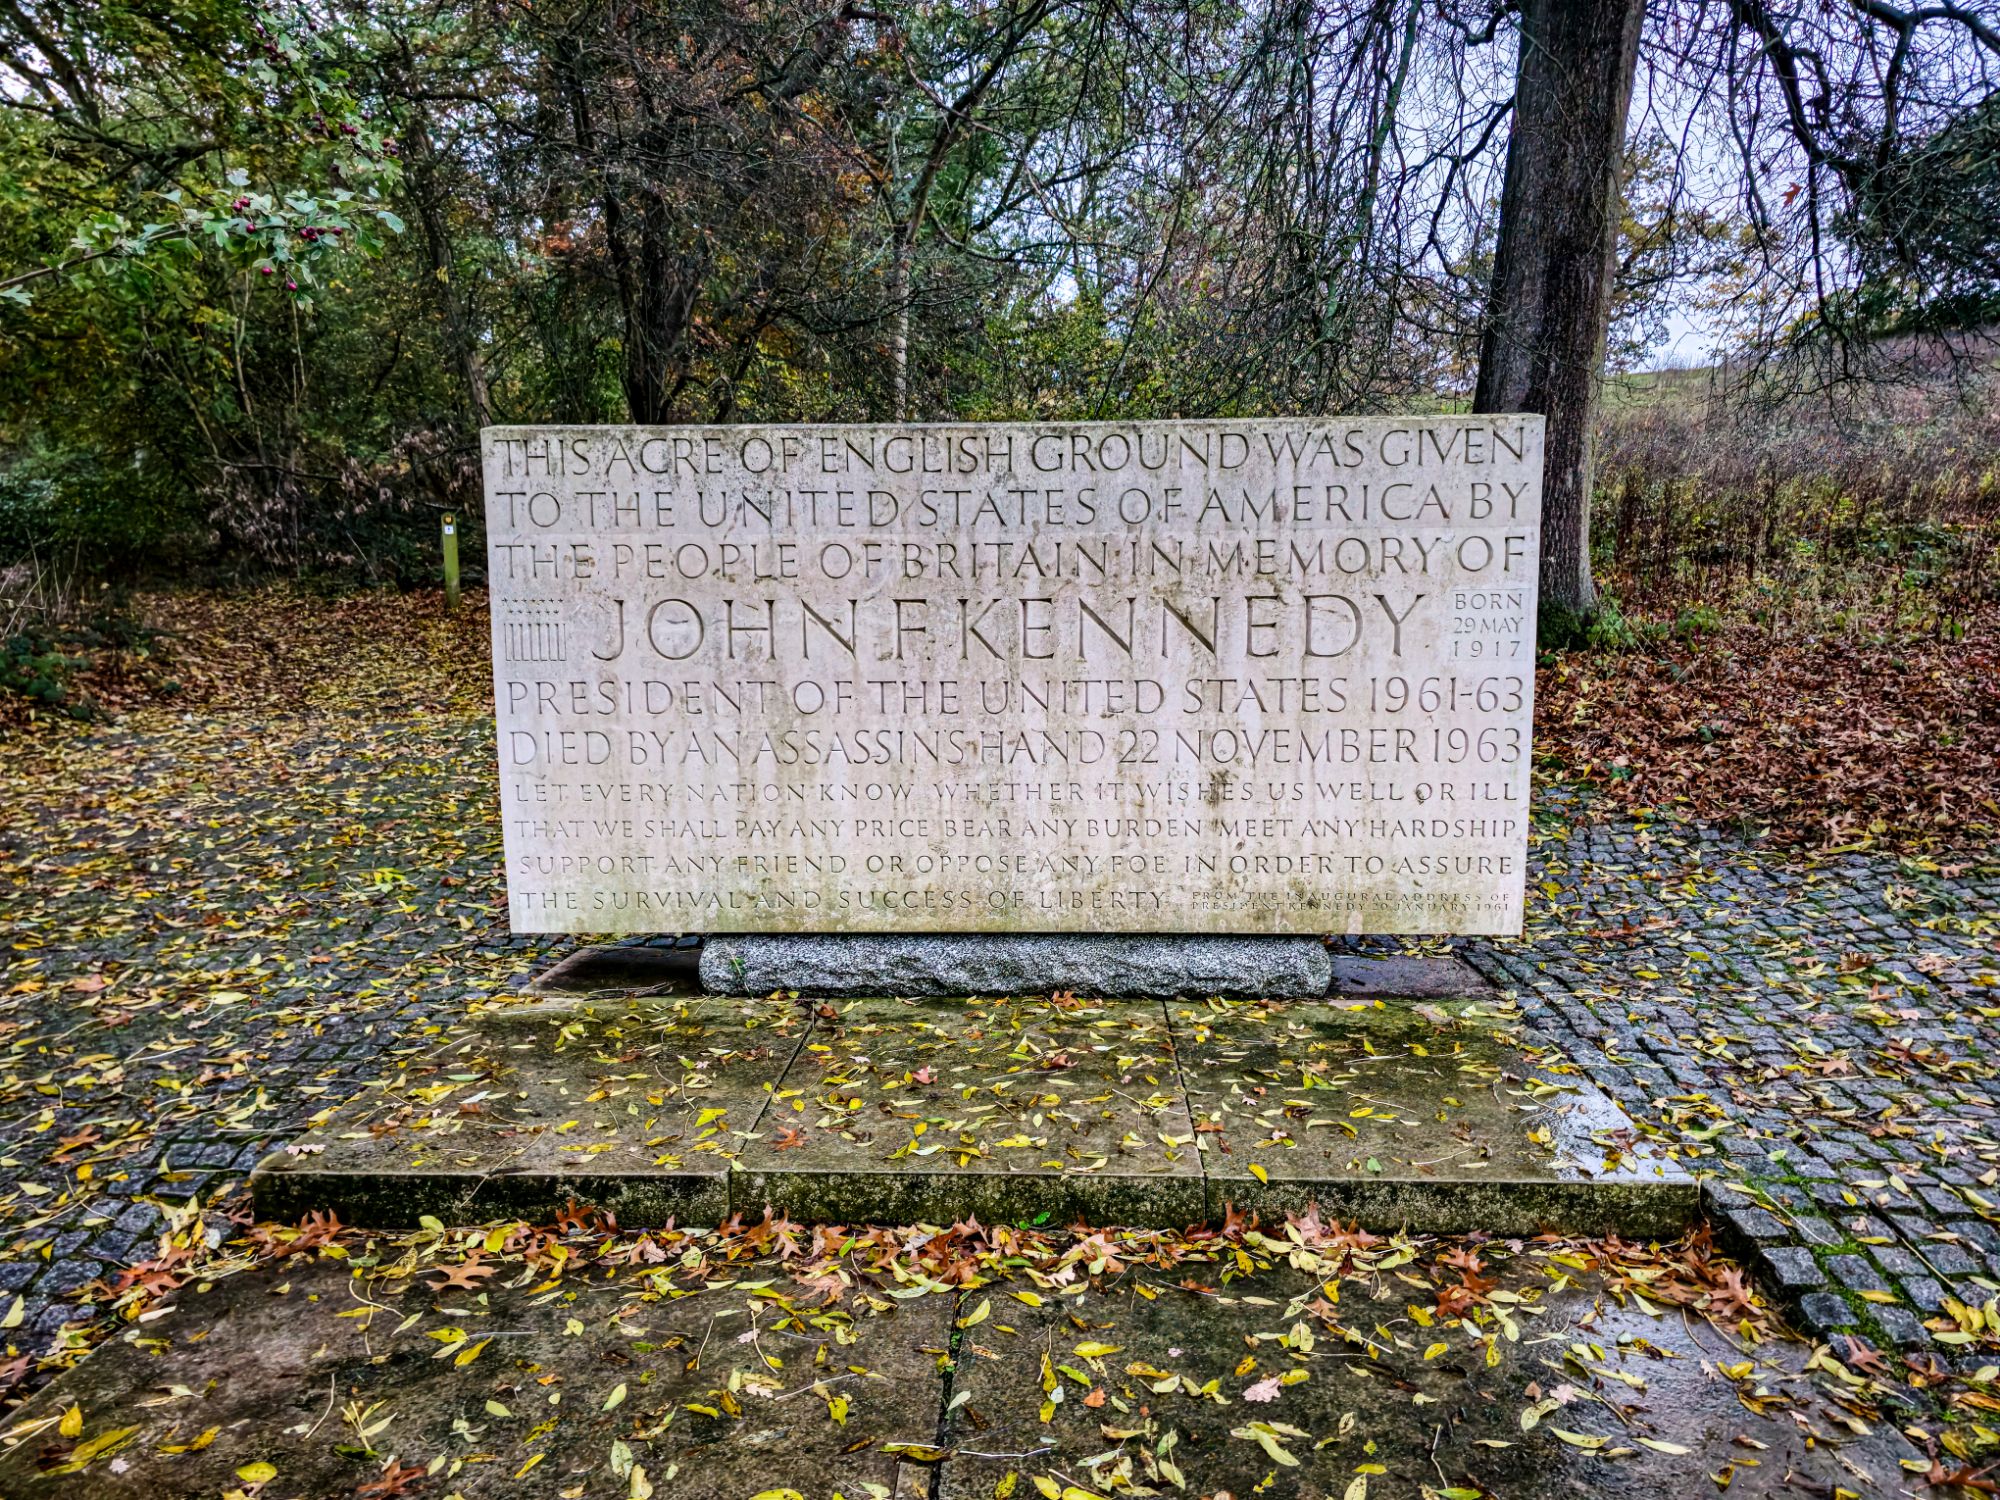 THIS ACRE OF ENGLISH GROUND WAS GIVEN
TO THE UNITED STATES OF AMERICA BY
THE PEOPLE OF BRITAIN IN MEMORY OF
JOHN F. KENNEDY
BORN
29 MAY
1917
PRESIDENT OF THE UNITED STATES 1961-63
DIED BY AN ASSASSINS HAND 22 NOVEMBER 1963
LET EVERY NATION KNOW WHETHER IT WISHES US WELL OR ILL
THAT WE SHALL PAY ANY PRICE BEAR ANY BURDEN MEET ANY HARDSHIP
SUPPORT ANY FRIEND OR OPPOSE ANY FOE IN ORDER TO ASSURE
THE SURVIVAL AND SUCCESS OF LIBERTY
FROM THE INAUGURAL ADDRESS OF
PRESIDENT KENNEDY 20 JANUARY 1961